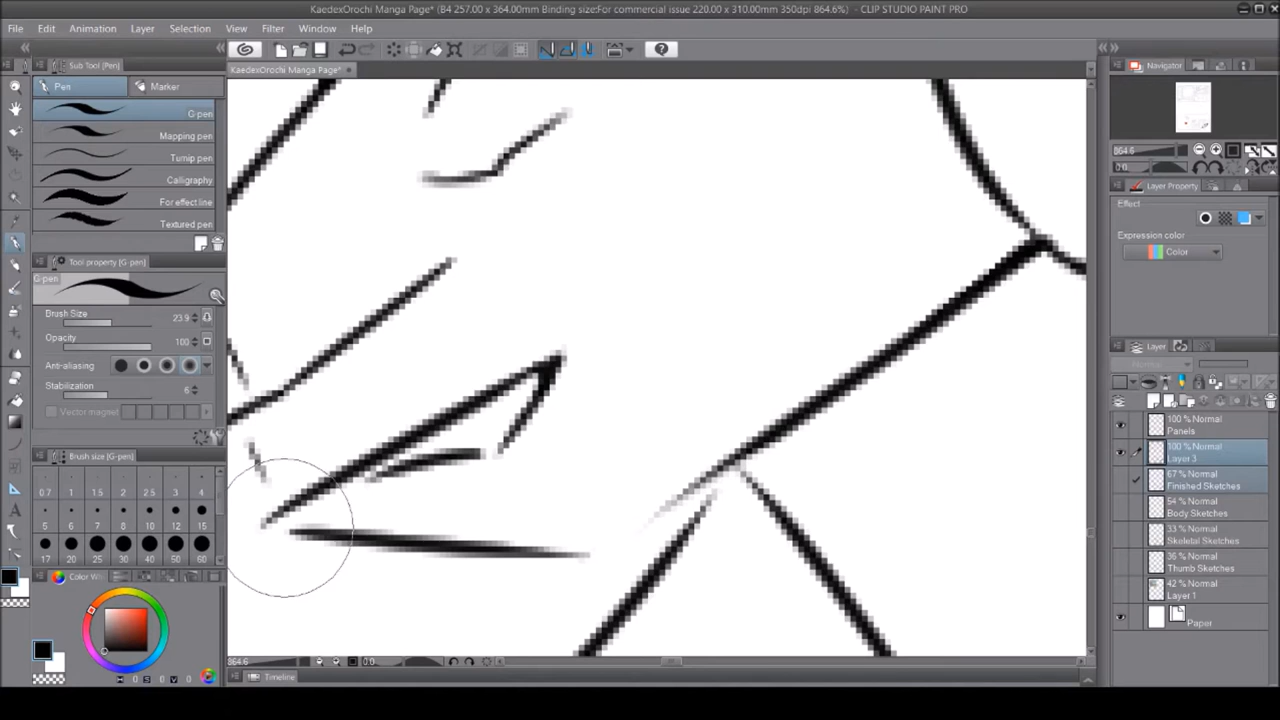 KaedexOrochi Manga Page* (B4 257.00 x 364.00mm Binding size:For commercial issue 220.00 x 310.00mm 350dpi 864.6%) - CLIP STUDIO PAINT PRO
File Edit Animation Layer Selection View Filter Window Help
Sub Tool [Pen]
KaedexOrochi Manga Page*
Navigator
Pen Marker
G-pen
Mapping pen
Turnip pen
Calligraphy
For effect line
Textured pen
864.6
0.0
Layer Property
Effect
Expression color
Color
Tool property [G-pen]
G-pen
Brush Size 23.9
Opacity 100
Anti-aliasing
Stabilization 6
Vector magnet
Layer
Normal
100 % Normal
Panels
100 % Normal
Layer 3
67 % Normal
Finished Sketches
54 % Normal
Body Sketches
33 % Normal
Skeletal Sketches
36 % Normal
Thumb Sketches
42 % Normal
Layer 1
Paper
Brush size [G-pen]
0.7 1 1.5 2 2.5 3 4
5 6 7 8 10 12 15
17 20 25 30 40 50 60
Color W
0 S 0 V 0
864.6 0.0
Timeline